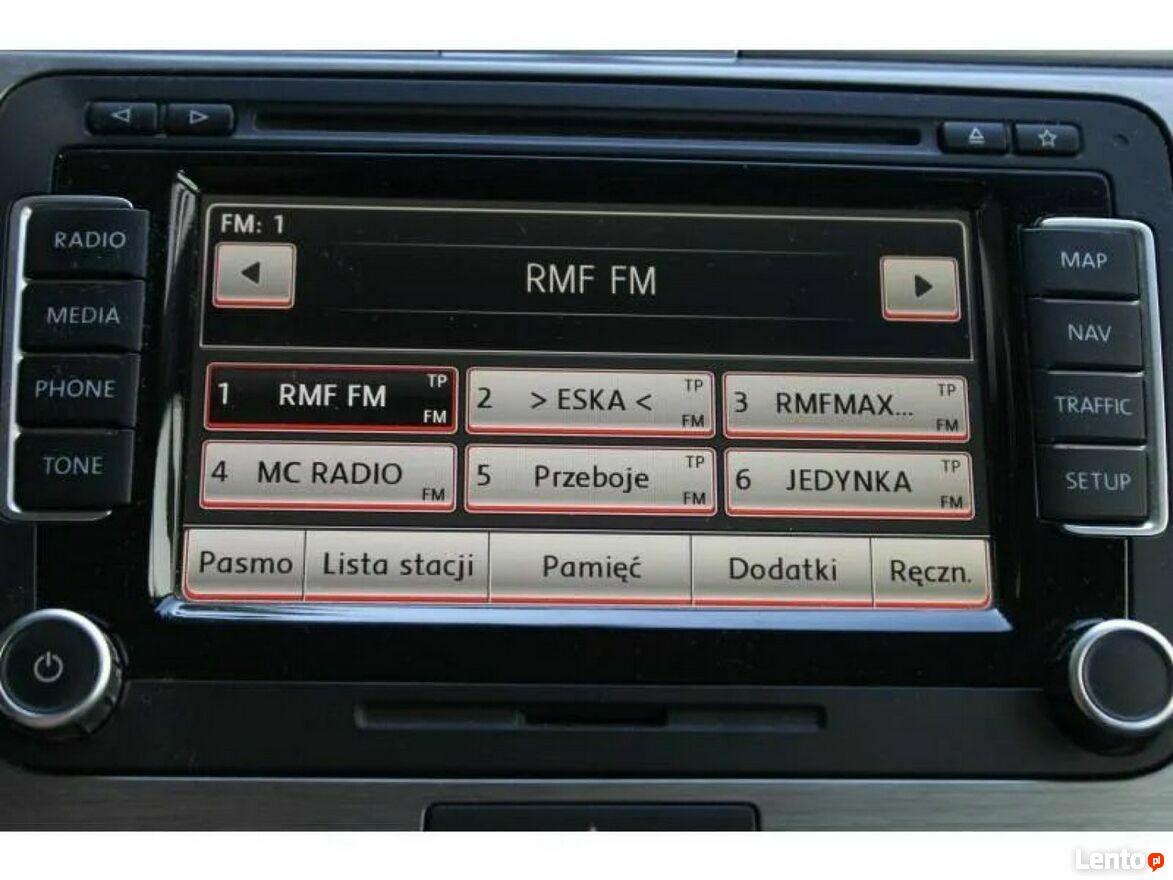 FM: 1
RMF FM
1 RMF FM TP FM
2 > ESKA < TP FM
3 RMFMAX... TP FM
4 MC RADIO FM
5 Przeboje TP FM
6 JEDYNKA TP FM
Pasmo Lista stacji Pamięć Dodatki Ręczn.
RADIO
MEDIA
PHONE
TONE
MAP
NAV
TRAFFIC
SETUP
Lento pl